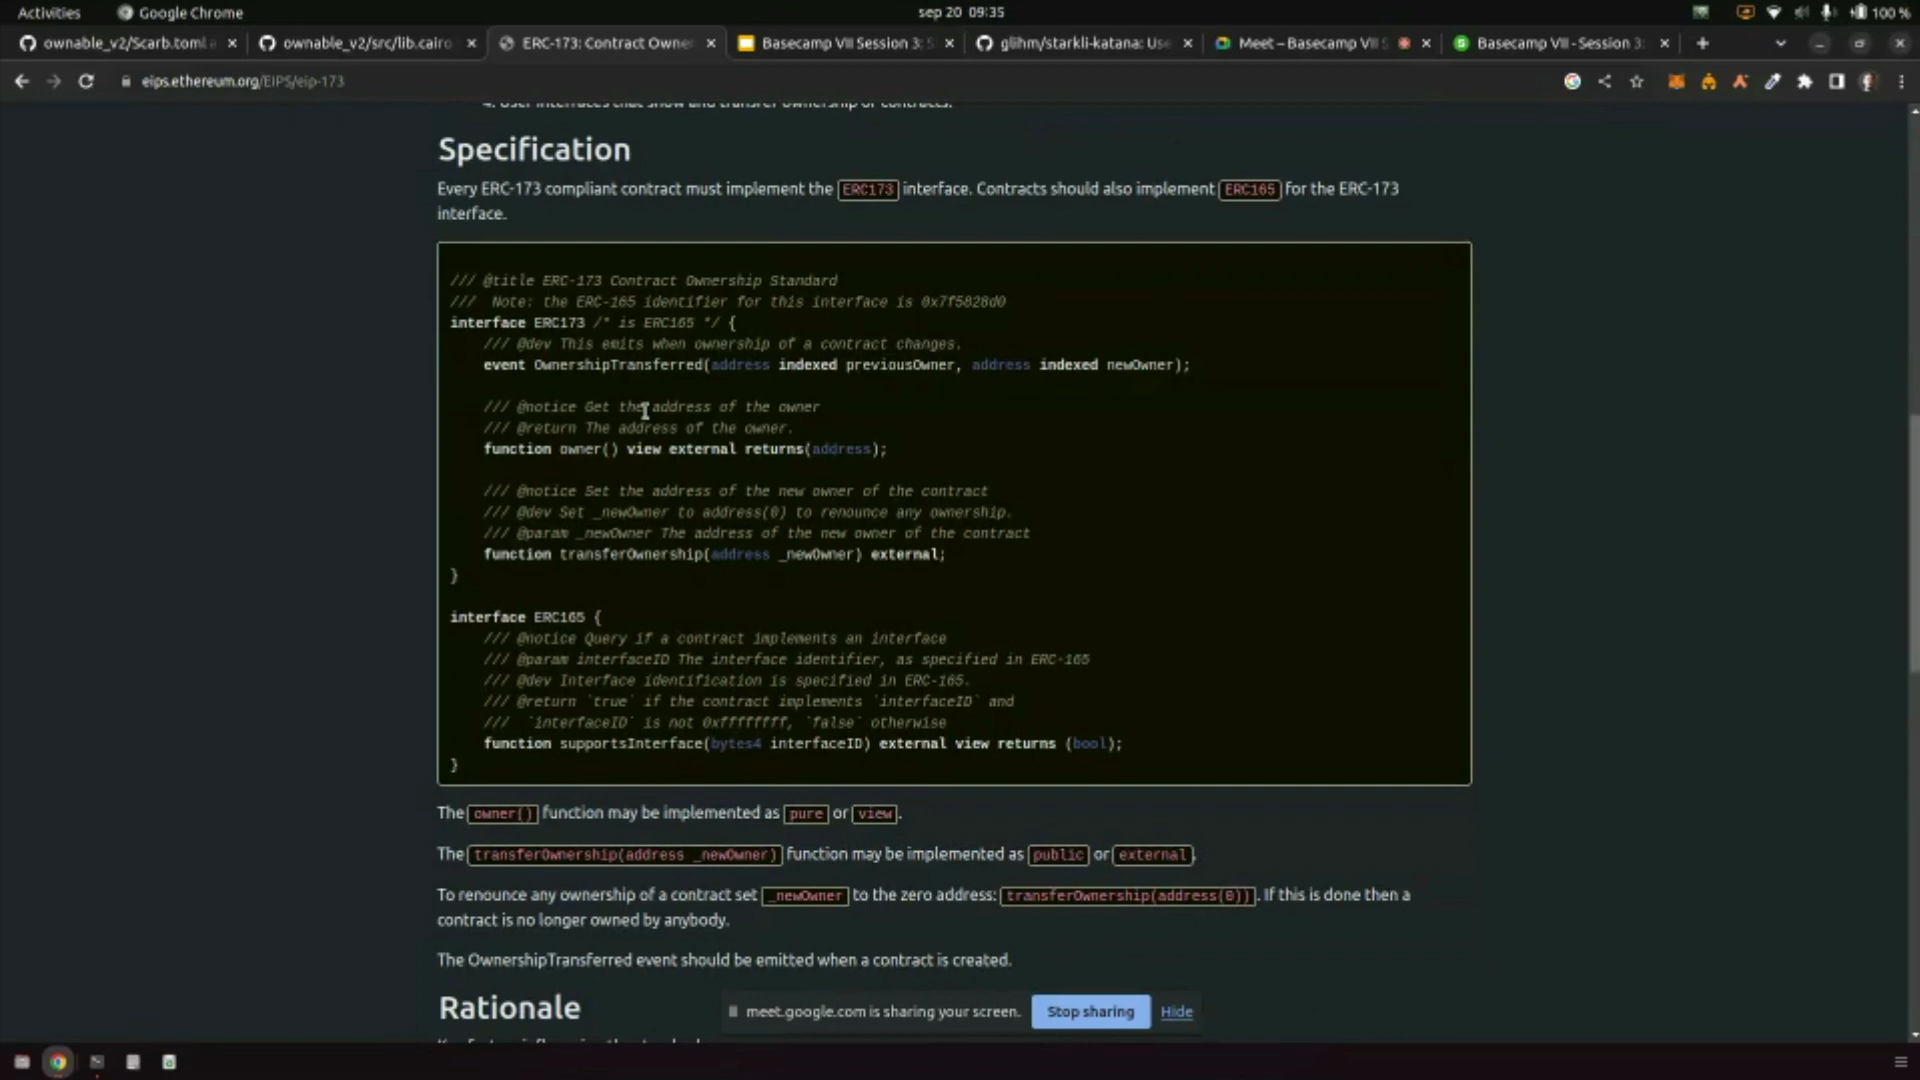 Activities
Google Chrome
sep 20 09:35
100 %
ownable_v2/Scarb.toml
ownable_v2/src/lib.cairo
ERC-173: Contract Owne
Basecamp VII Session 3: S
glihm/starkli-katana: Use
Meet – Basecamp VII S
Basecamp VII - Session 3:
eips.ethereum.org/EIPS/eip-173
4. User interfaces that show and transfer ownership of contracts.
Specification
Every ERC-173 compliant contract must implement the ERC173 interface. Contracts should also implement ERC165 for the ERC-173
interface.
/// @title ERC-173 Contract Ownership Standard
/// Note: the ERC-165 identifier for this interface is 0x7f5828d0
interface ERC173 /* is ERC165 */ {
/// @dev This emits when ownership of a contract changes.
event OwnershipTransferred(address indexed previousOwner, address indexed newOwner);
/// @notice Get the address of the owner
/// @return The address of the owner.
function owner() view external returns(address);
/// @notice Set the address of the new owner of the contract
/// @dev Set _newOwner to address(0) to renounce any ownership.
/// @param _newOwner The address of the new owner of the contract
function transferOwnership(address _newOwner) external;
}
interface ERC165 {
/// @notice Query if a contract implements an interface
/// @param interfaceID The interface identifier, as specified in ERC-165
/// @dev Interface identification is specified in ERC-165.
/// @return `true` if the contract implements `interfaceID` and
/// `interfaceID` is not 0xffffffff, `false` otherwise
function supportsInterface(bytes4 interfaceID) external view returns (bool);
}
The owner() function may be implemented as pure or view.
The transferOwnership(address _newOwner) function may be implemented as public or external.
To renounce any ownership of a contract set _newOwner to the zero address: transferOwnership(address(0)). If this is done then a
contract is no longer owned by anybody.
The OwnershipTransferred event should be emitted when a contract is created.
Rationale
meet.google.com is sharing your screen.
Stop sharing
Hide